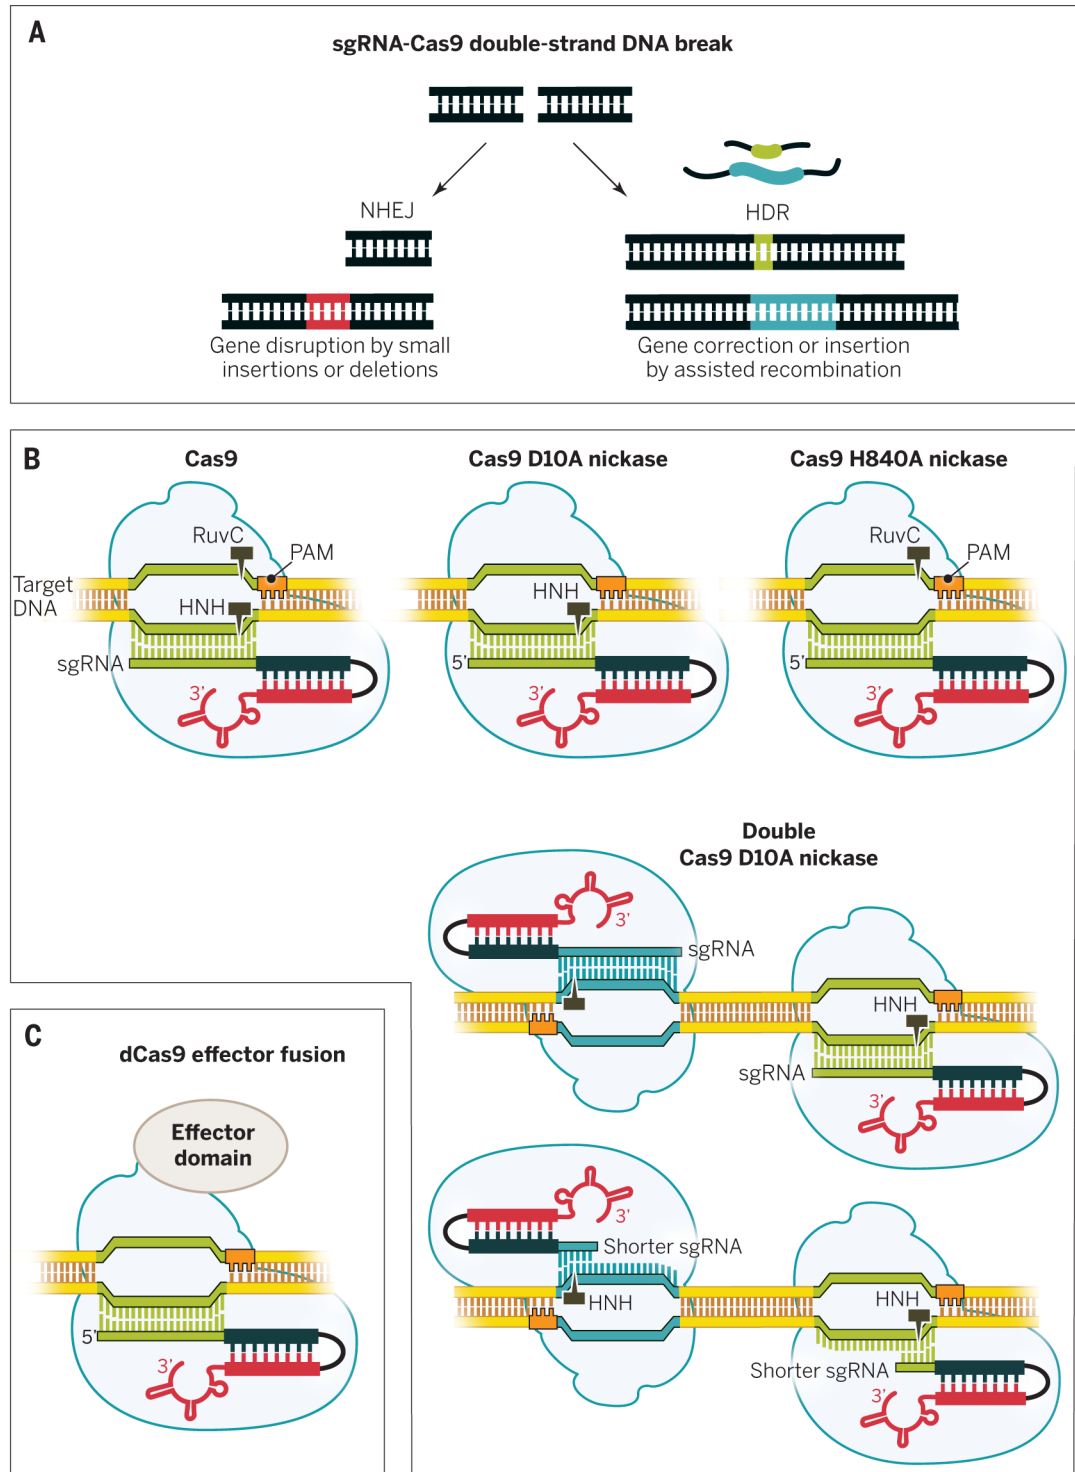 A
sgRNA-Cas9 double-strand DNA break
NHEJ
HDR
Gene disruption by small
insertions or deletions
Gene correction or insertion
by assisted recombination
B
Cas9
RuvC
PAM
Target
DNA
HNH
sgRNA
3’
Cas9 D10A nickase
HNH
5’
3’
Cas9 H840A nickase
RuvC
PAM
5’
3’
Double
Cas9 D10A nickase
3’
sgRNA
HNH
sgRNA
3’
3’
Shorter sgRNA
HNH
HNH
Shorter sgRNA
3’
C
dCas9 effector fusion
Effector
domain
5’
3’